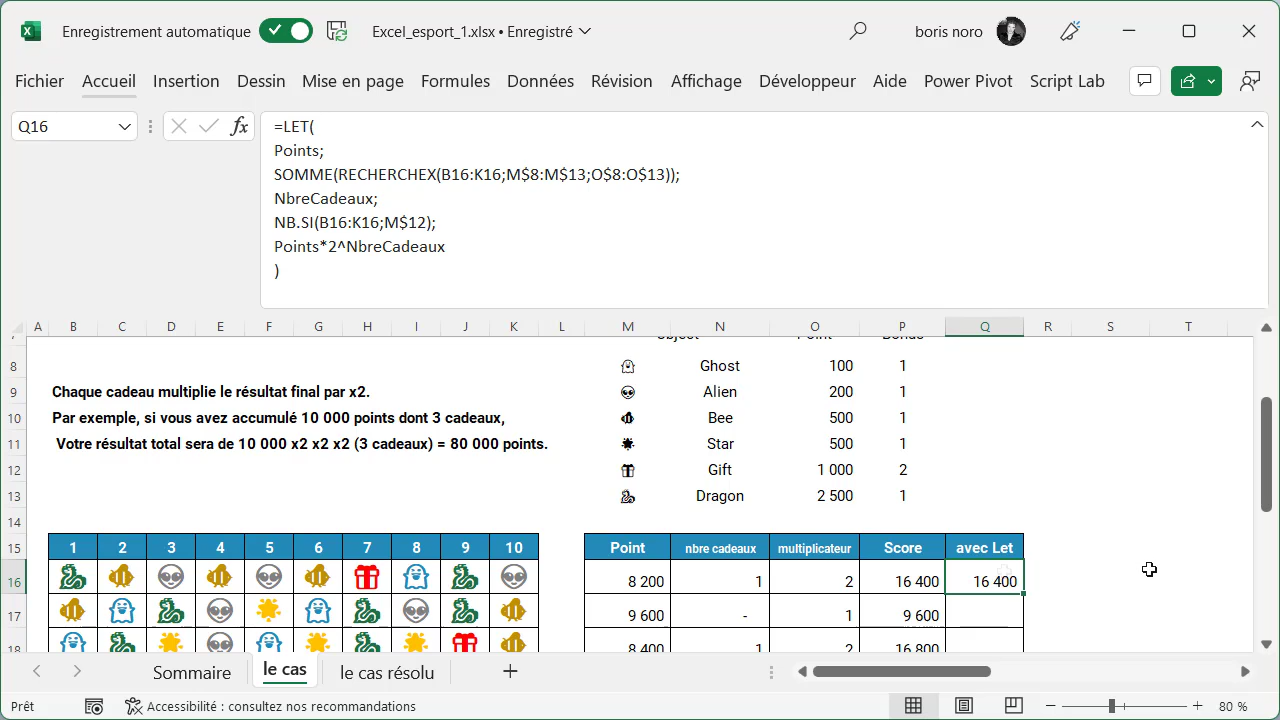 Enregistrement automatique Excel_esport_1.xlsx • Enregistré boris noro
Fichier Accueil Insertion Dessin Mise en page Formules Données Révision Affichage Développeur Aide Power Pivot Script Lab
Q16 fx =LET(
Points;
SOMME(RECHERCHEX(B16:K16;M$8:M$13;O$8:O$13));
NbreCadeaux;
NB.SI(B16:K16;M$12);
Points*2^NbreCadeaux
)
A B C D E F G H I J K L M N O P Q R S T
8 Ghost 100 1
9 Chaque cadeau multiplie le résultat final par x2. Alien 200 1
10 Par exemple, si vous avez accumulé 10 000 points dont 3 cadeaux, Bee 500 1
11 Votre résultat total sera de 10 000 x2 x2 x2 (3 cadeaux) = 80 000 points. Star 500 1
12 Gift 1 000 2
13 Dragon 2 500 1
14
15 1 2 3 4 5 6 7 8 9 10 Point nbre cadeaux multiplicateur Score avec Let
16 8 200 1 2 16 400 16 400
17 9 600 - 1 9 600
18 8 400 1 2 16 800
Sommaire le cas le cas résolu
Prêt Accessibilité : consultez nos recommandations 80 %